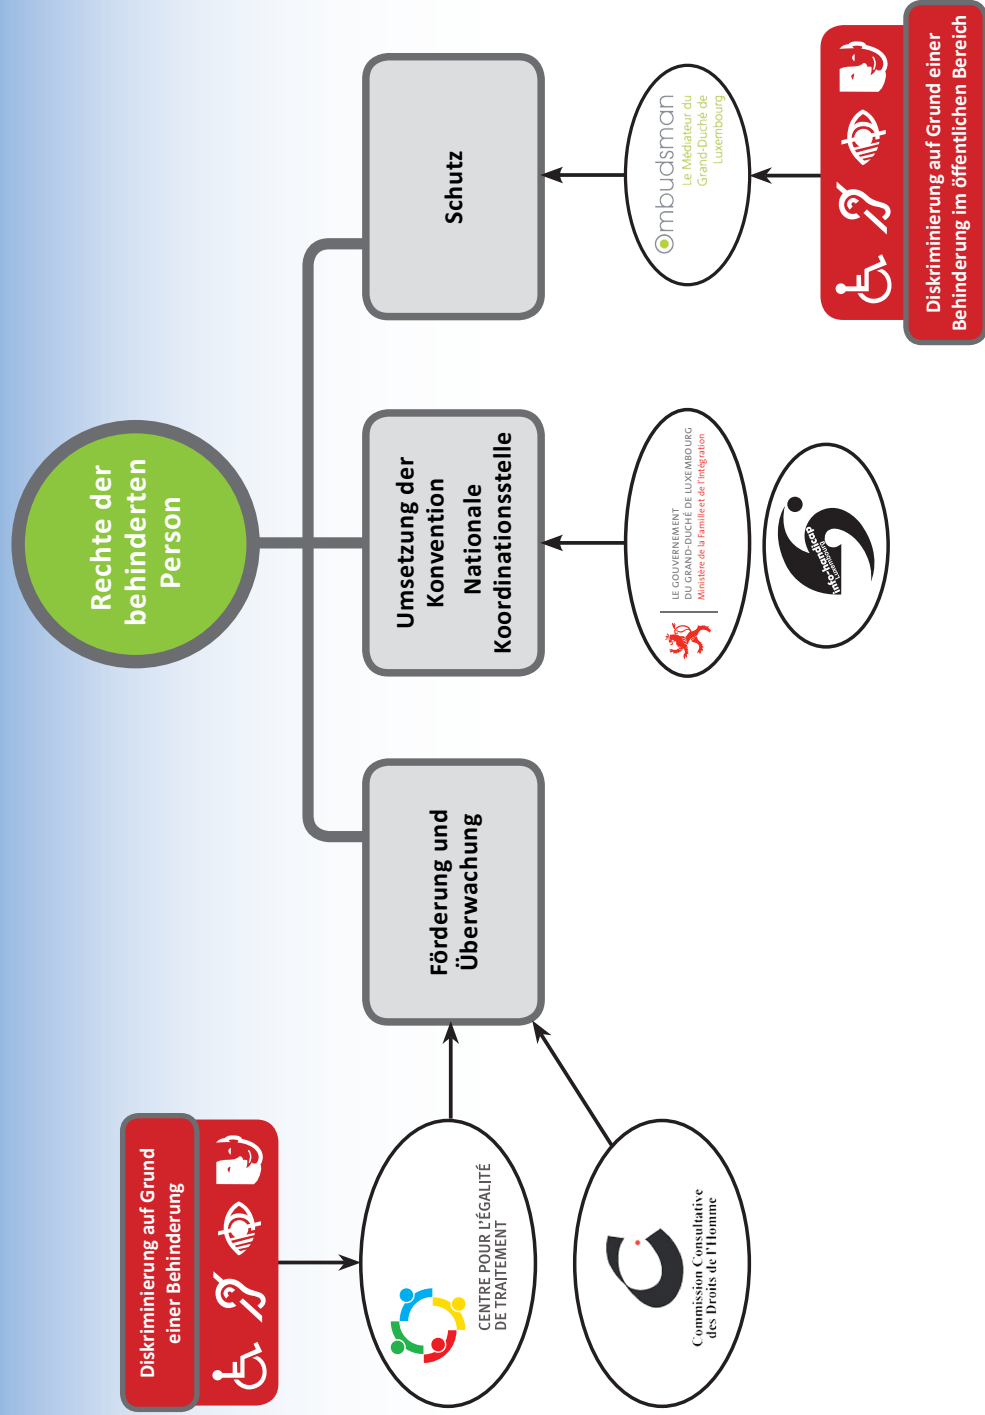 Rechte der
behinderten
Person
Förderung und
Überwachung
Umsetzung der
Konvention
Nationale
Koordinationsstelle
Schutz
Diskriminierung auf Grund
einer Behinderung
CENTRE POUR L'ÉGALITÉ
DE TRAITEMENT
Commission Consultative
des Droits de l'Homme
LE GOUVERNEMENT
DU GRAND-DUCHÉ DE LUXEMBOURG
Ministère de la Famille et de l'Intégration
info-handicap
Luxembourg
Ombudsman
Le Médiateur du
Grand-Duché de
Luxembourg
Diskriminierung auf Grund einer
Behinderung im öffentlichen Bereich